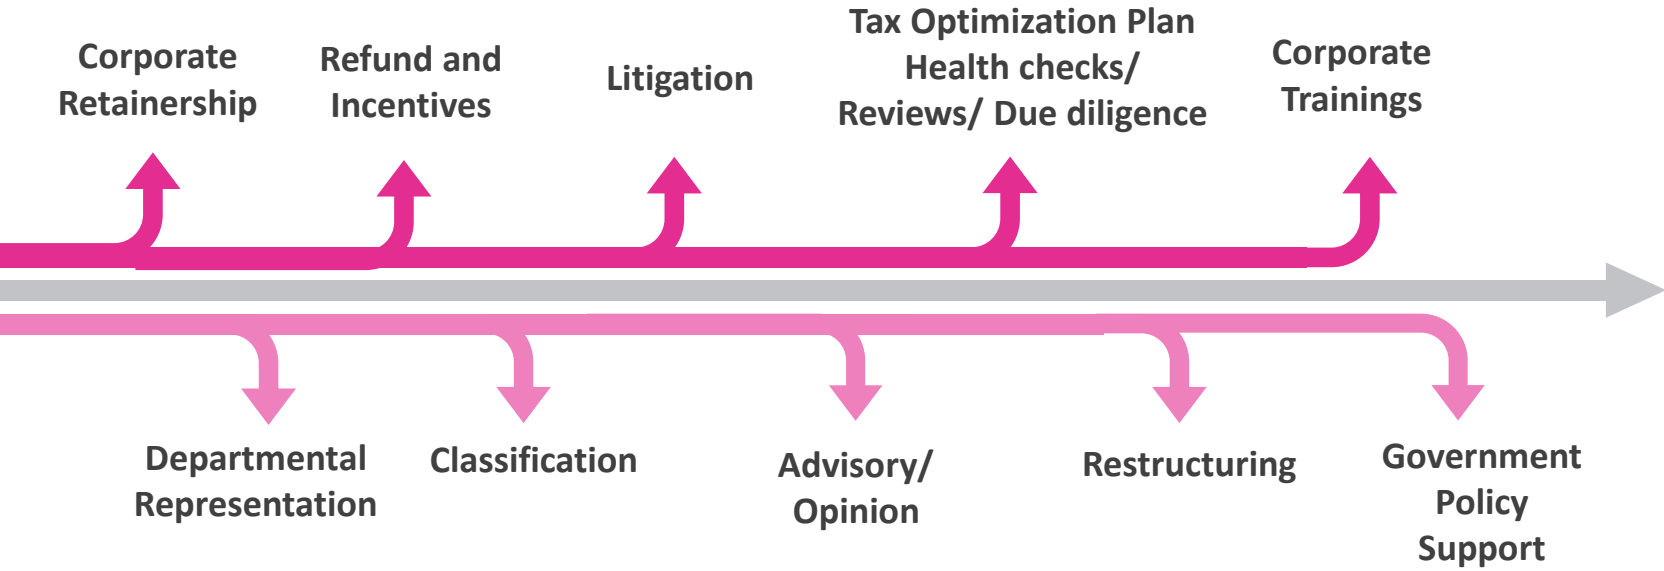 Corporate
Retainership
Refund and
Incentives
Litigation
Tax Optimization Plan
Health checks/
Reviews/ Due diligence
Corporate
Trainings
Departmental
Representation
Classification
Advisory/
Opinion
Restructuring
Government
Policy
Support